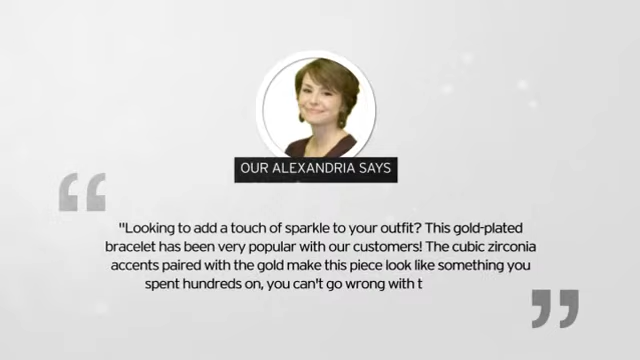 OUR ALEXANDRIA SAYS
"Looking to add a touch of sparkle to your outfit? This gold-plated
bracelet has been very popular with our customers! The cubic zirconia
accents paired with the gold make this piece look like something you
spent hundreds on, you can't go wrong with t